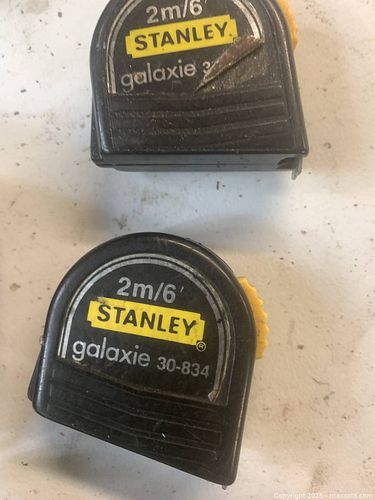 2m/6'
STANLEY
galaxie 3
2m/6'
STANLEY®
galaxie 30-834